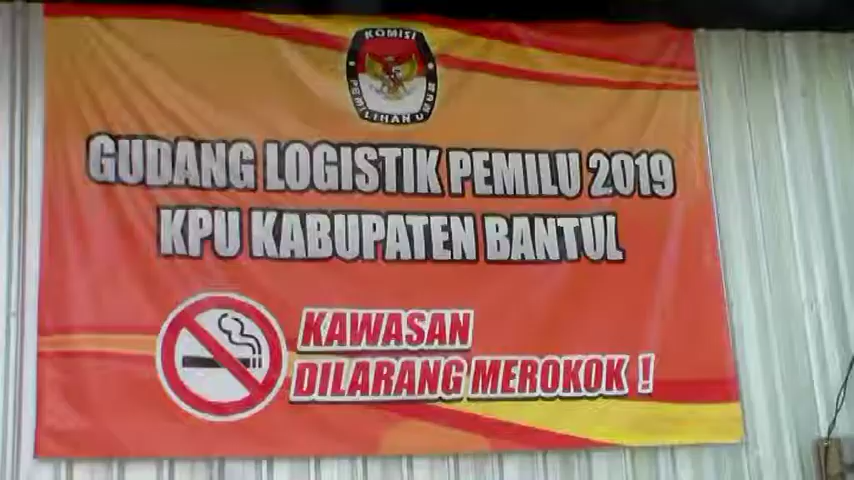 KOMISI
PEMILIHAN UMUM
GUDANG LOGISTIK PEMILU 2019
KPU KABUPATEN BANTUL
KAWASAN
DILARANG MEROKOK !